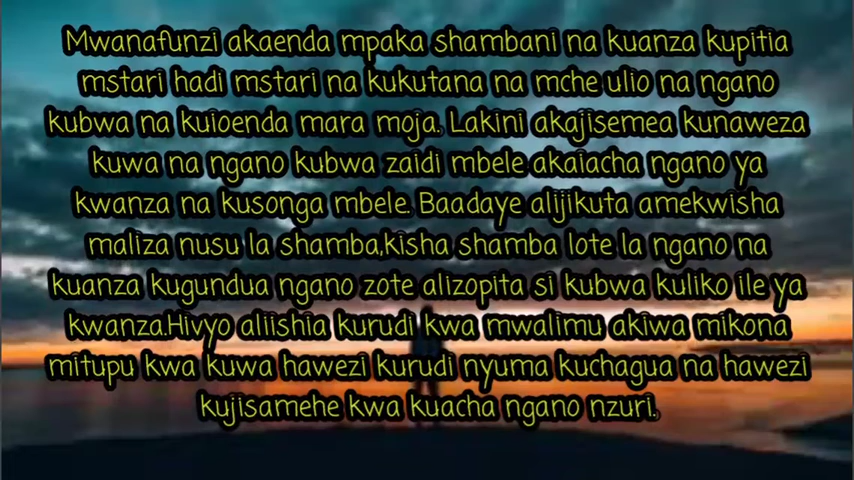 Mwanafunzi akaenda mpaka shambani na kuanza kupitia
mstari hadi mstari na kukutana na mche ulio na ngano
kubwa na kuioenda mara moja. Lakini akajisemea kunaweza
kuwa na ngano kubwa zaidi mbele akaiacha ngano ya
kwanza na kusonga mbele. Baadaye alijikuta amekwisha
maliza nusu la shamba,kisha shamba lote la ngano na
kuanza kugundua ngano zote alizopita si kubwa kuliko ile ya
kwanza.Hivyo aliishia kurudi kwa mwalimu akiwa mikona
mitupu kwa kuwa hawezi kurudi nyuma kuchagua na hawezi
kujisamehe kwa kuacha ngano nzuri.